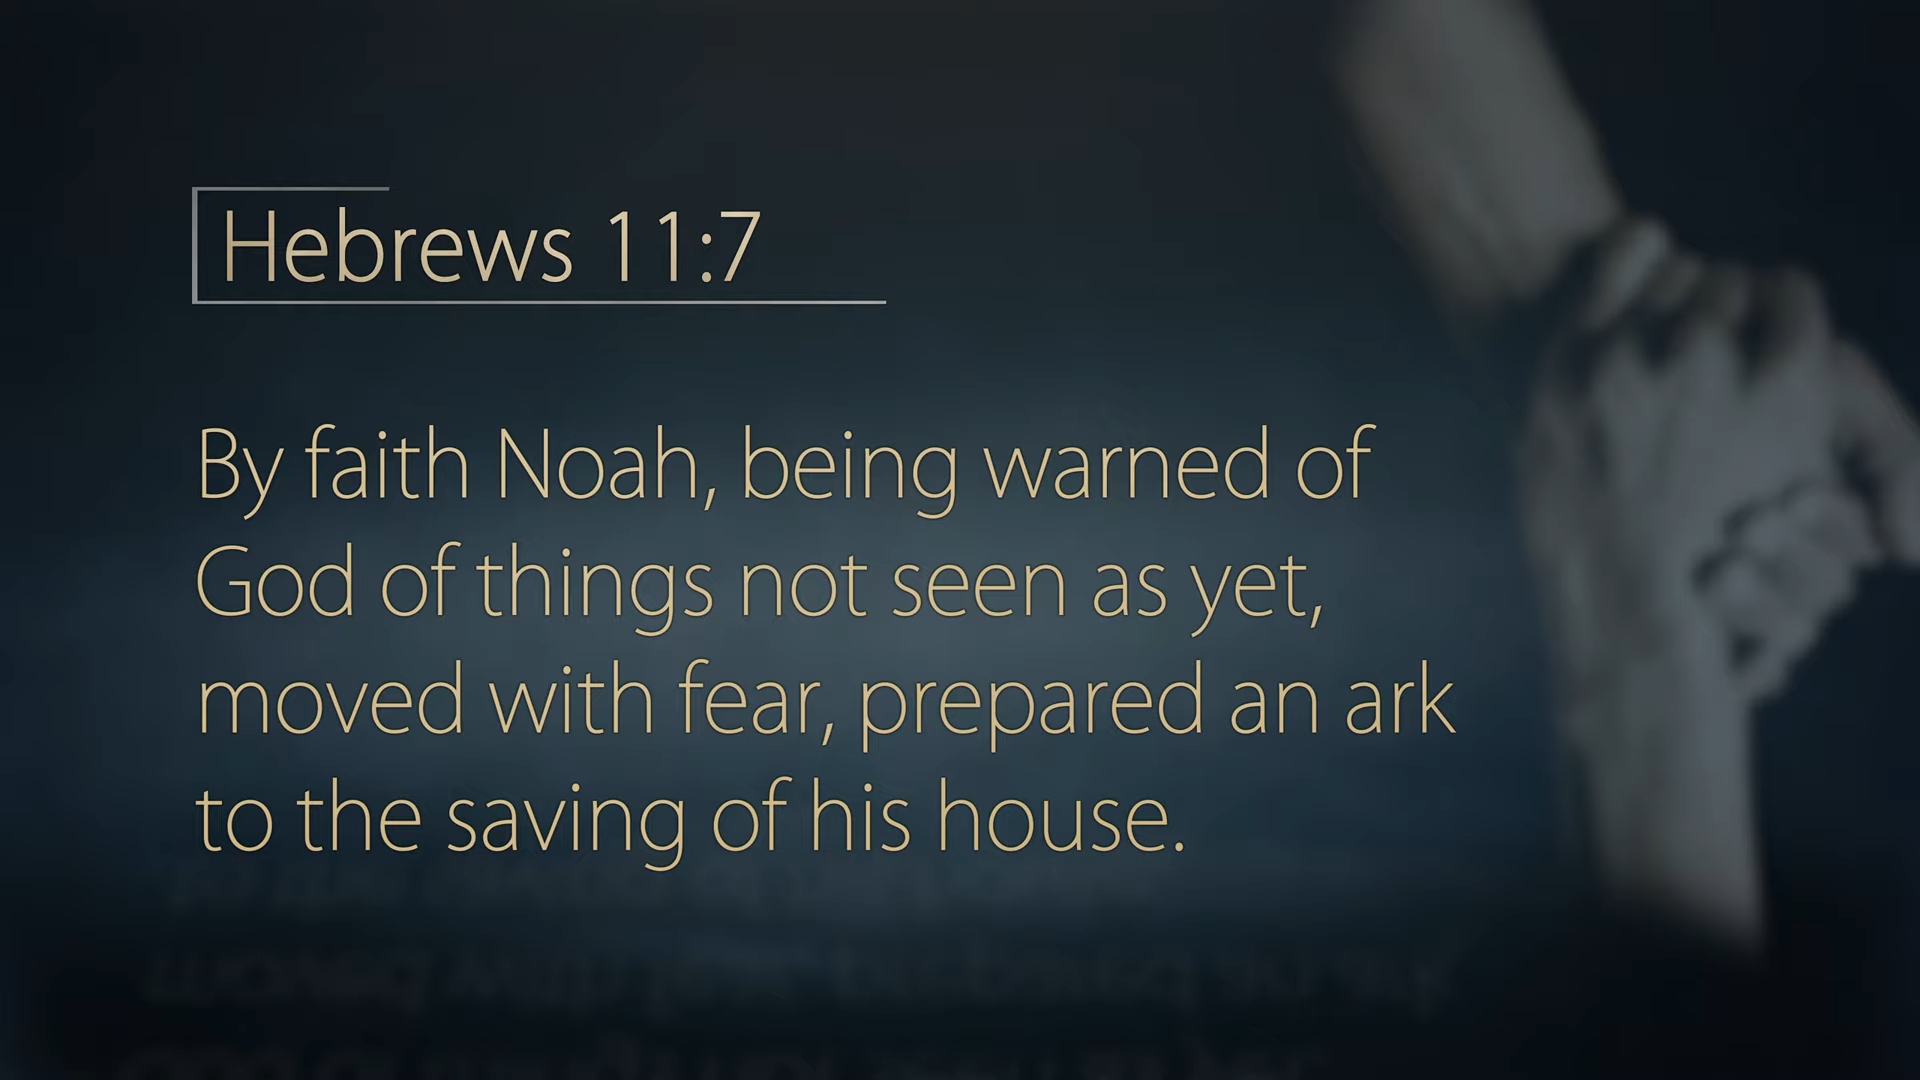 Hebrews 11:7
By faith Noah, being warned of
God of things not seen as yet,
moved with fear, prepared an ark
to the saving of his house.